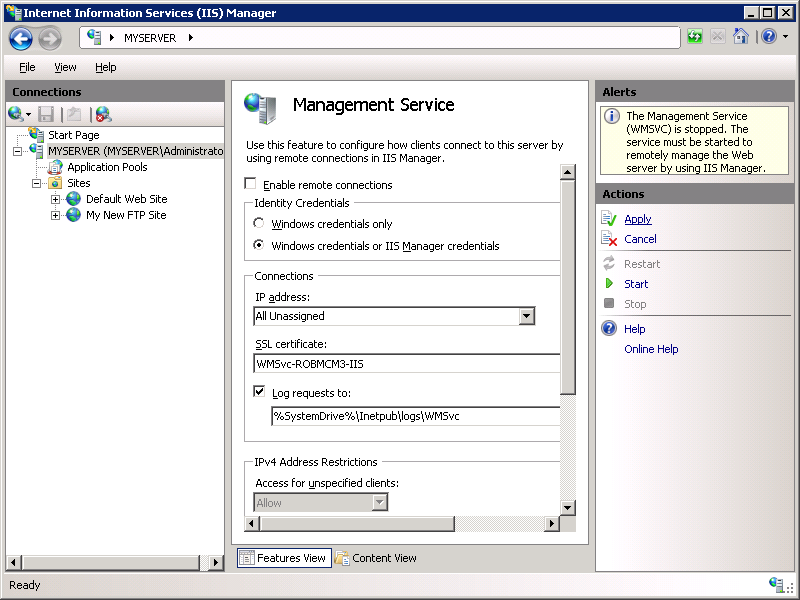 Internet Information Services (IIS) Manager
MYSERVER
File View Help
Connections
Start Page
MYSERVER (MYSERVER\Administrato
Application Pools
Sites
Default Web Site
My New FTP Site
Management Service
Use this feature to configure how clients connect to this server by
using remote connections in IIS Manager.
Enable remote connections
Identity Credentials
Windows credentials only
Windows credentials or IIS Manager credentials
Connections
IP address:
All Unassigned
SSL certificate:
WMSvc-ROBMCM3-IIS
Log requests to:
%SystemDrive%\Inetpub\logs\WMSvc
IPv4 Address Restrictions
Access for unspecified clients:
Allow
Features View
Content View
Alerts
The Management Service
(WMSVC) is stopped. The
service must be started to
remotely manage the Web
server by using IIS Manager.
Actions
Apply
Cancel
Restart
Start
Stop
Help
Online Help
Ready